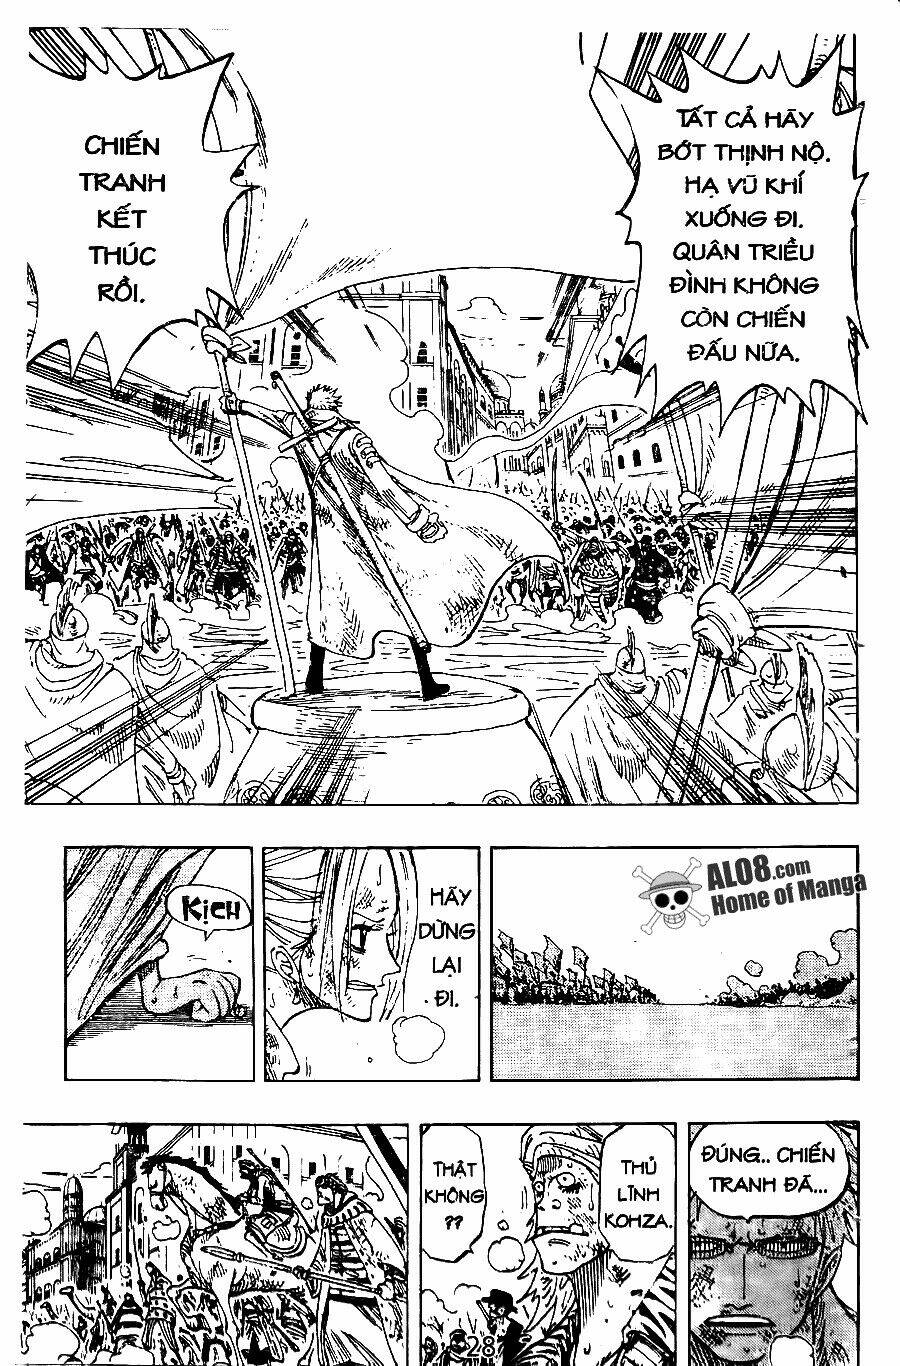 TẤT CẢ HÃY
BỚT THỊNH NỘ.
HẠ VŨ KHÍ
XUỐNG ĐI.
QUÂN TRIỀU
ĐÌNH KHÔNG
CÒN CHIẾN
ĐẤU NỮA.
CHIẾN
TRANH
KẾT
THÚC
RỒI.
ALO8.com
Home of Manga
HÃY
DỪNG
LẠI
ĐI.
KỊCH
ĐÚNG.. CHIẾN
TRANH ĐÃ...
THỦ
LĨNH
KOHZA.
THẬT
KHÔNG
??
28